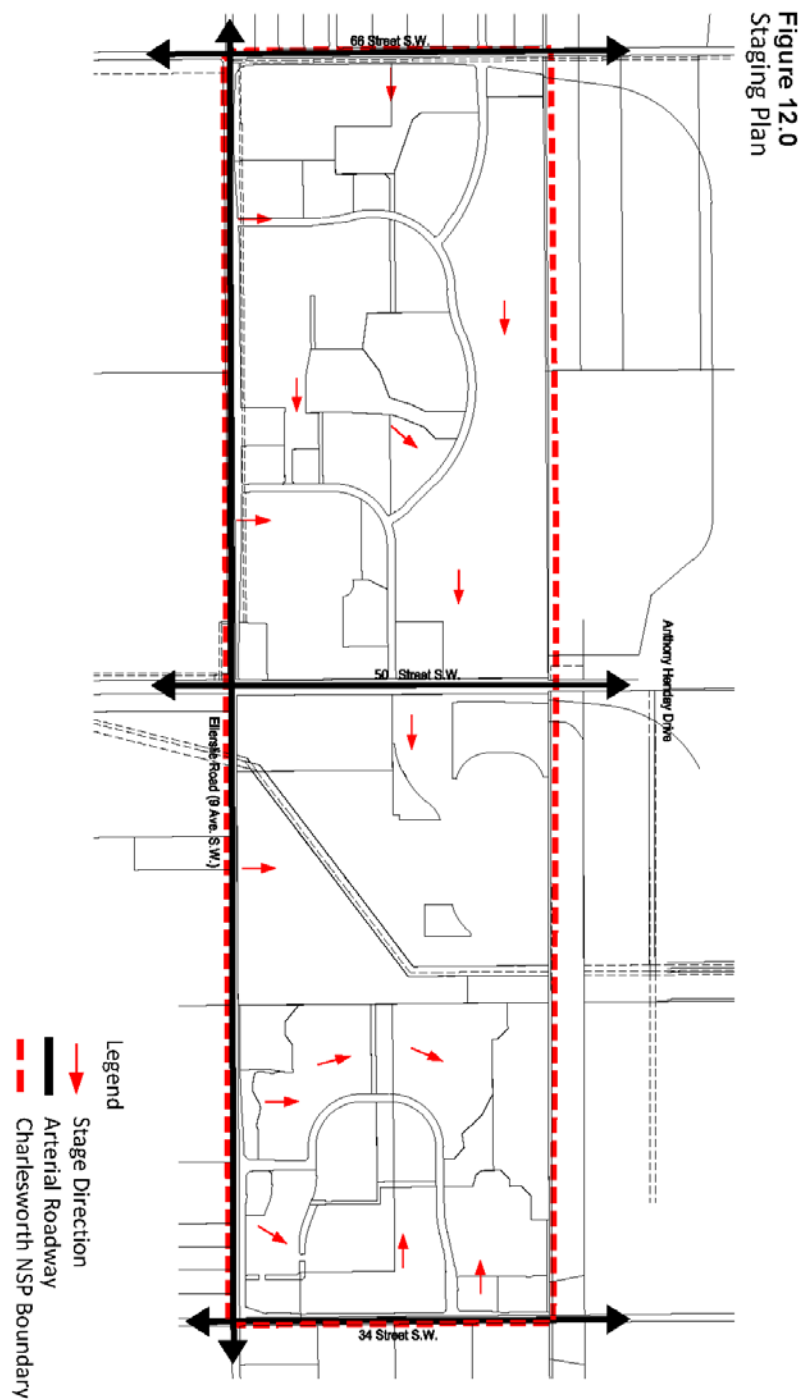 Figure 12.0
Staging Plan
66 Street S.W.
Anthony Henday Drive
50 Street S.W.
Ellerslie Road (9 Ave. S.W.)
34 Street S.W.
Legend
Stage Direction
Arterial Roadway
Charlesworth NSP Boundary